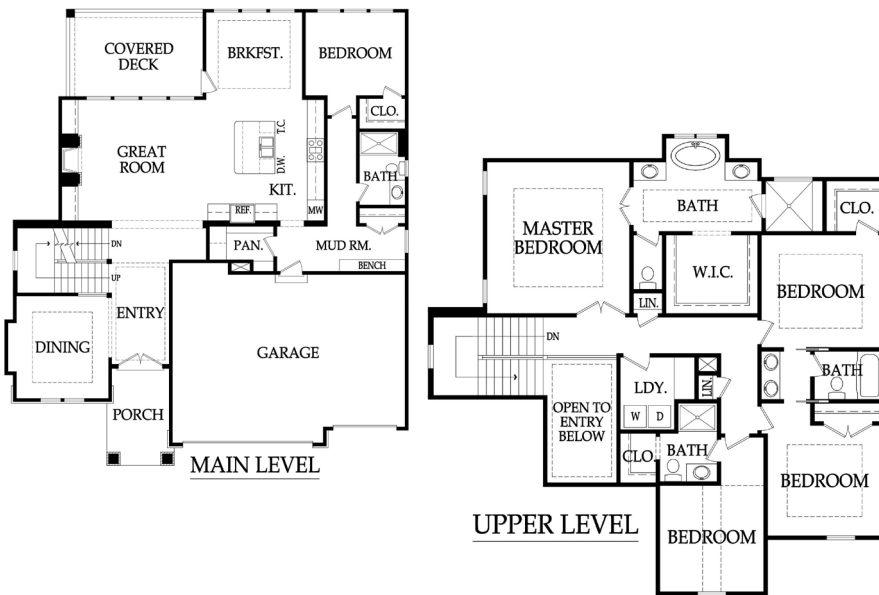 COVERED
DECK
BRKFST.
BEDROOM
CLO.
GREAT
ROOM
T.C.
D.W.
KIT.
BATH
REF.
MW
DN
UP
PAN.
MUD RM.
BENCH
ENTRY
DINING
GARAGE
PORCH
MAIN LEVEL
MASTER
BEDROOM
BATH
CLO.
W.I.C.
LIN.
BEDROOM
DN
LDY.
LIN.
W D
BATH
OPEN TO
ENTRY
BELOW
CLO.
BATH
BEDROOM
BEDROOM
UPPER LEVEL